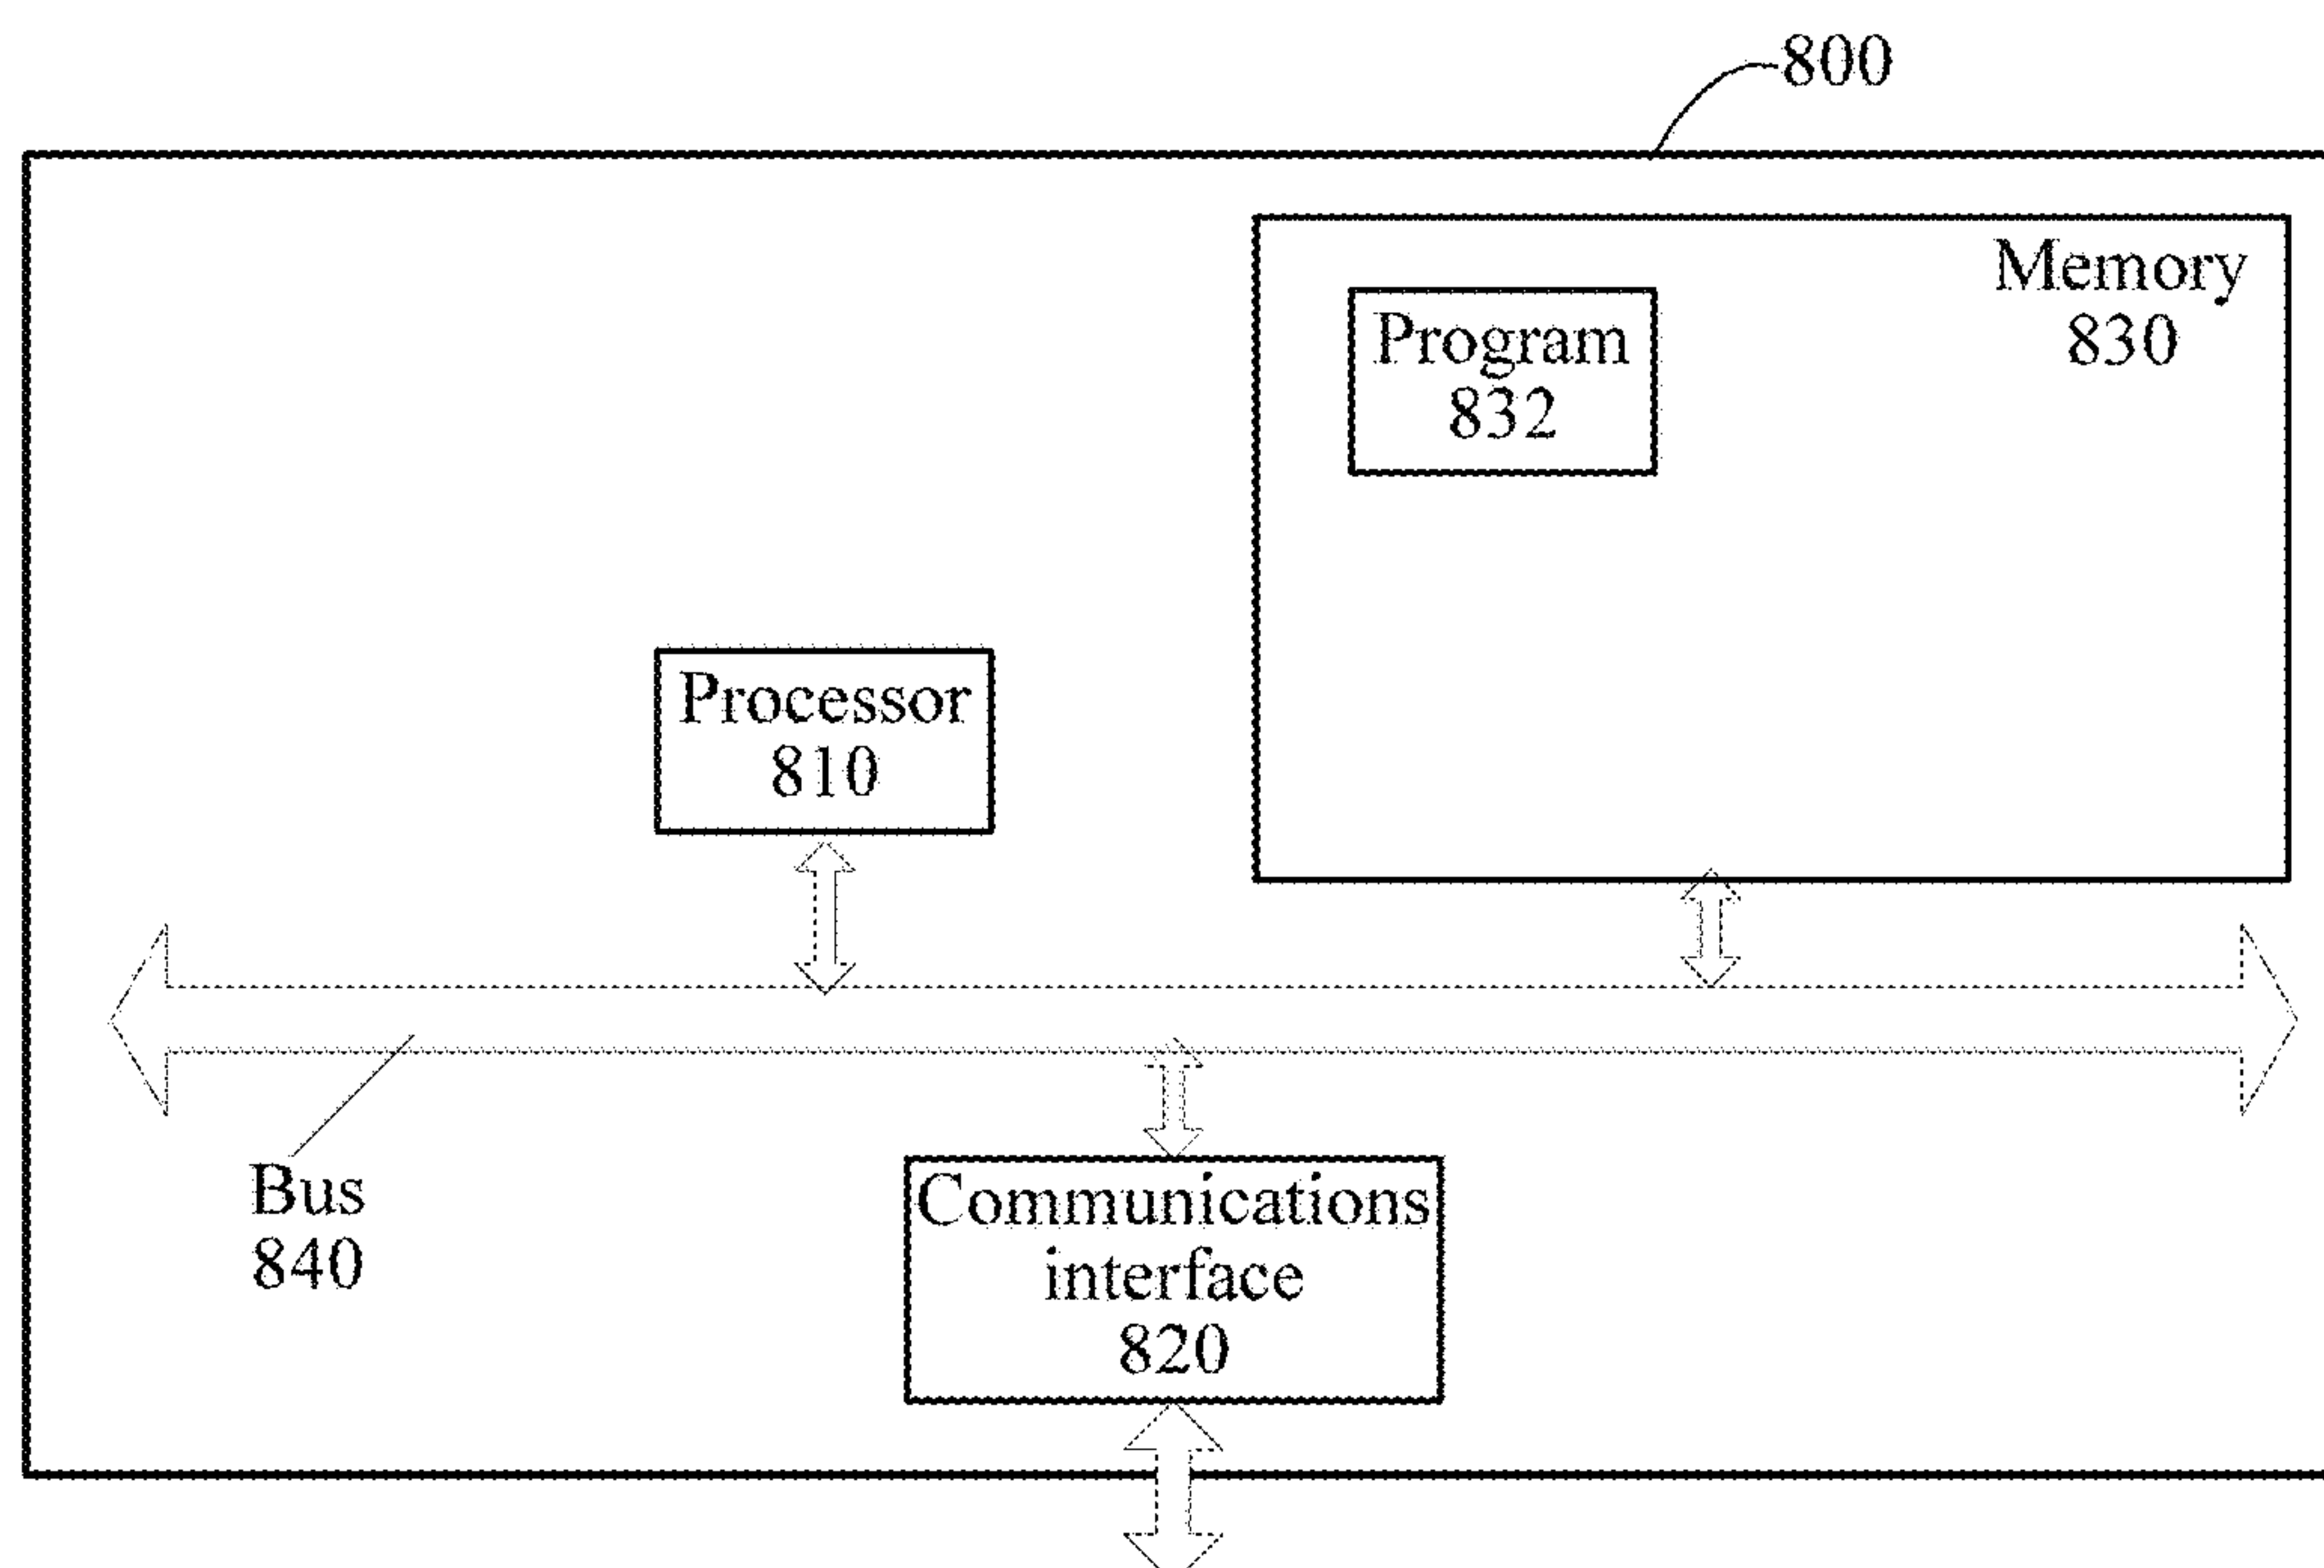 800
Memory
830
Program
832
Processor
810
Bus
840
Communications
interface
820